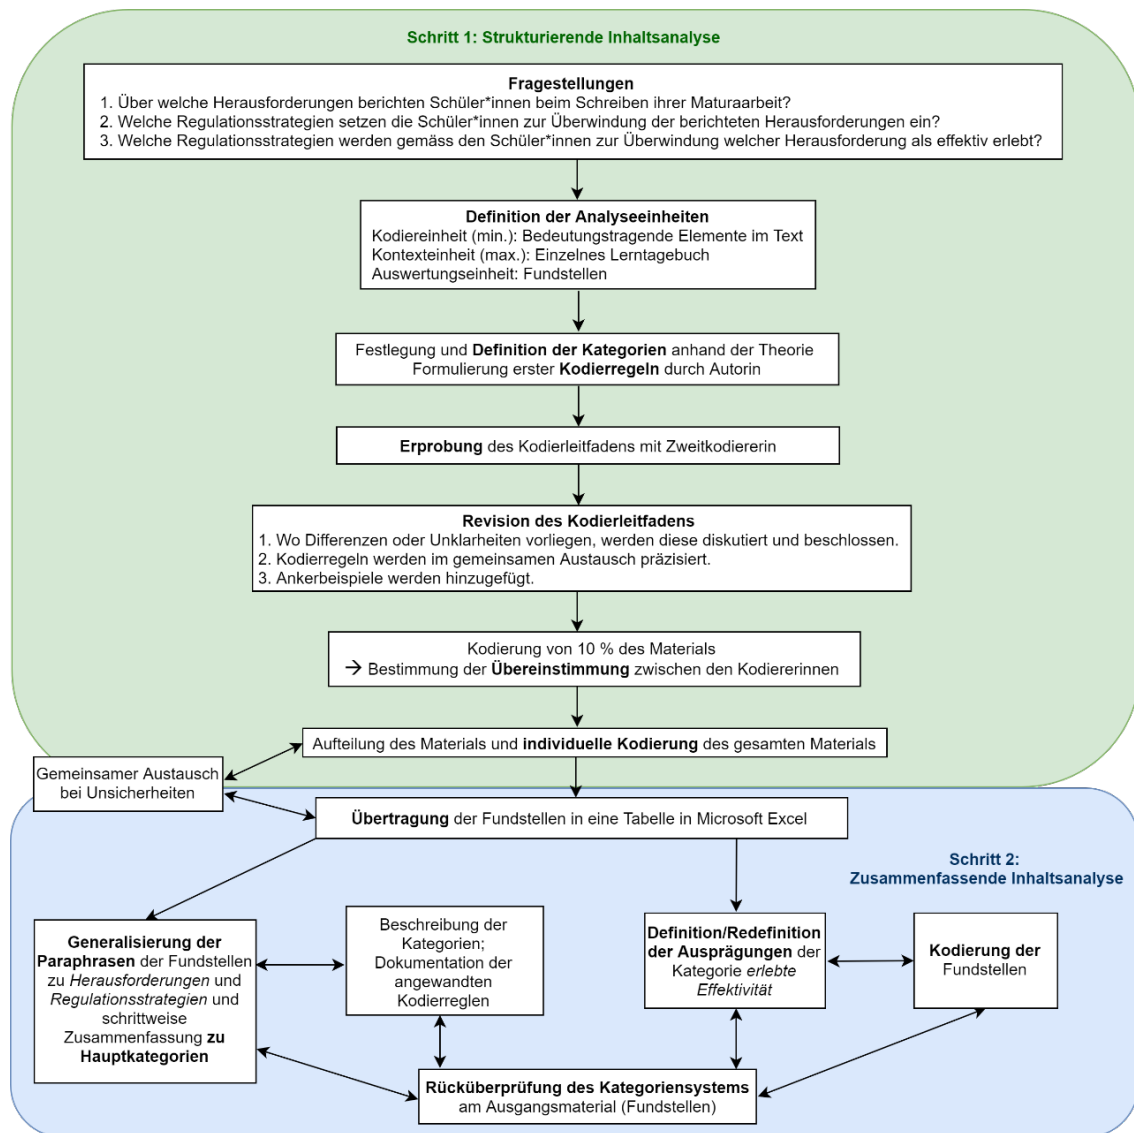 Schritt 1: Strukturierende Inhaltsanalyse
Fragestellungen
1. Über welche Herausforderungen berichten Schüler*innen beim Schreiben ihrer Maturaarbeit?
2. Welche Regulationsstrategien setzen die Schüler*innen zur Überwindung der berichteten Herausforderungen ein?
3. Welche Regulationsstrategien werden gemäss den Schüler*innen zur Überwindung welcher Herausforderung als effektiv erlebt?
Definition der Analyseeinheiten
Kodiereinheit (min.): Bedeutungstragende Elemente im Text
Kontexteinheit (max.): Einzelnes Lerntagebuch
Auswertungseinheit: Fundstellen
Festlegung und Definition der Kategorien anhand der Theorie
Formulierung erster Kodierregeln durch Autorin
Erprobung des Kodierleitfadens mit Zweitkodiererin
Revision des Kodierleitfadens
1. Wo Differenzen oder Unklarheiten vorliegen, werden diese diskutiert und beschlossen.
2. Kodierregeln werden im gemeinsamen Austausch präzisiert.
3. Ankerbeispiele werden hinzugefügt.
Kodierung von 10 % des Materials
→ Bestimmung der Übereinstimmung zwischen den Kodiererinnen
Aufteilung des Materials und individuelle Kodierung des gesamten Materials
Gemeinsamer Austausch
bei Unsicherheiten
Übertragung der Fundstellen in eine Tabelle in Microsoft Excel
Schritt 2:
Zusammenfassende Inhaltsanalyse
Generalisierung der
Paraphrasen der Fundstellen
zu Herausforderungen und
Regulationsstrategien und
schrittweise
Zusammenfassung zu
Hauptkategorien
Beschreibung der
Kategorien;
Dokumentation der
angewandten
Kodierreglen
Definition/Redefinition
der Ausprägungen der
Kategorie erlebte
Effektivität
Kodierung der
Fundstellen
Rücküberprüfung des Kategoriensystems
am Ausgangsmaterial (Fundstellen)